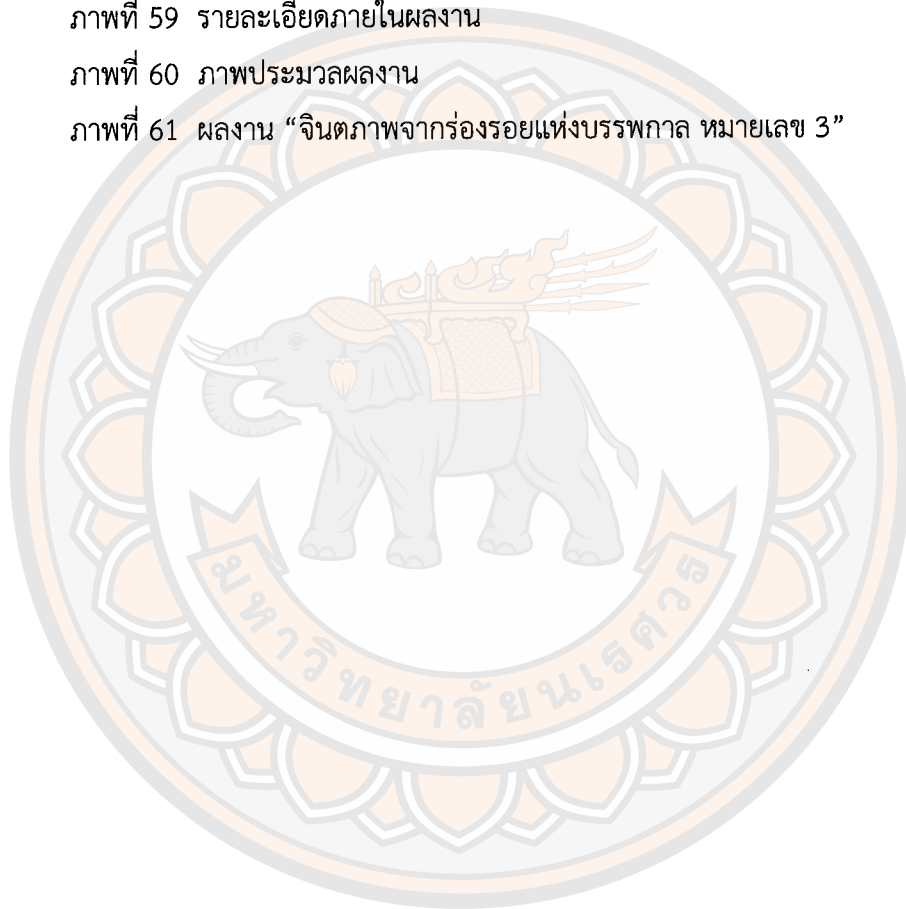 ภาพที่ 59 รายละเอียดภายในผลงาน
ภาพที่ 60 ภาพประมวลผลงาน
ภาพที่ 61 ผลงาน “จินตภาพจากร่องรอยแห่งบรรพกาล หมายเลข 3”
มหาวิทยาลัยนเรศวร